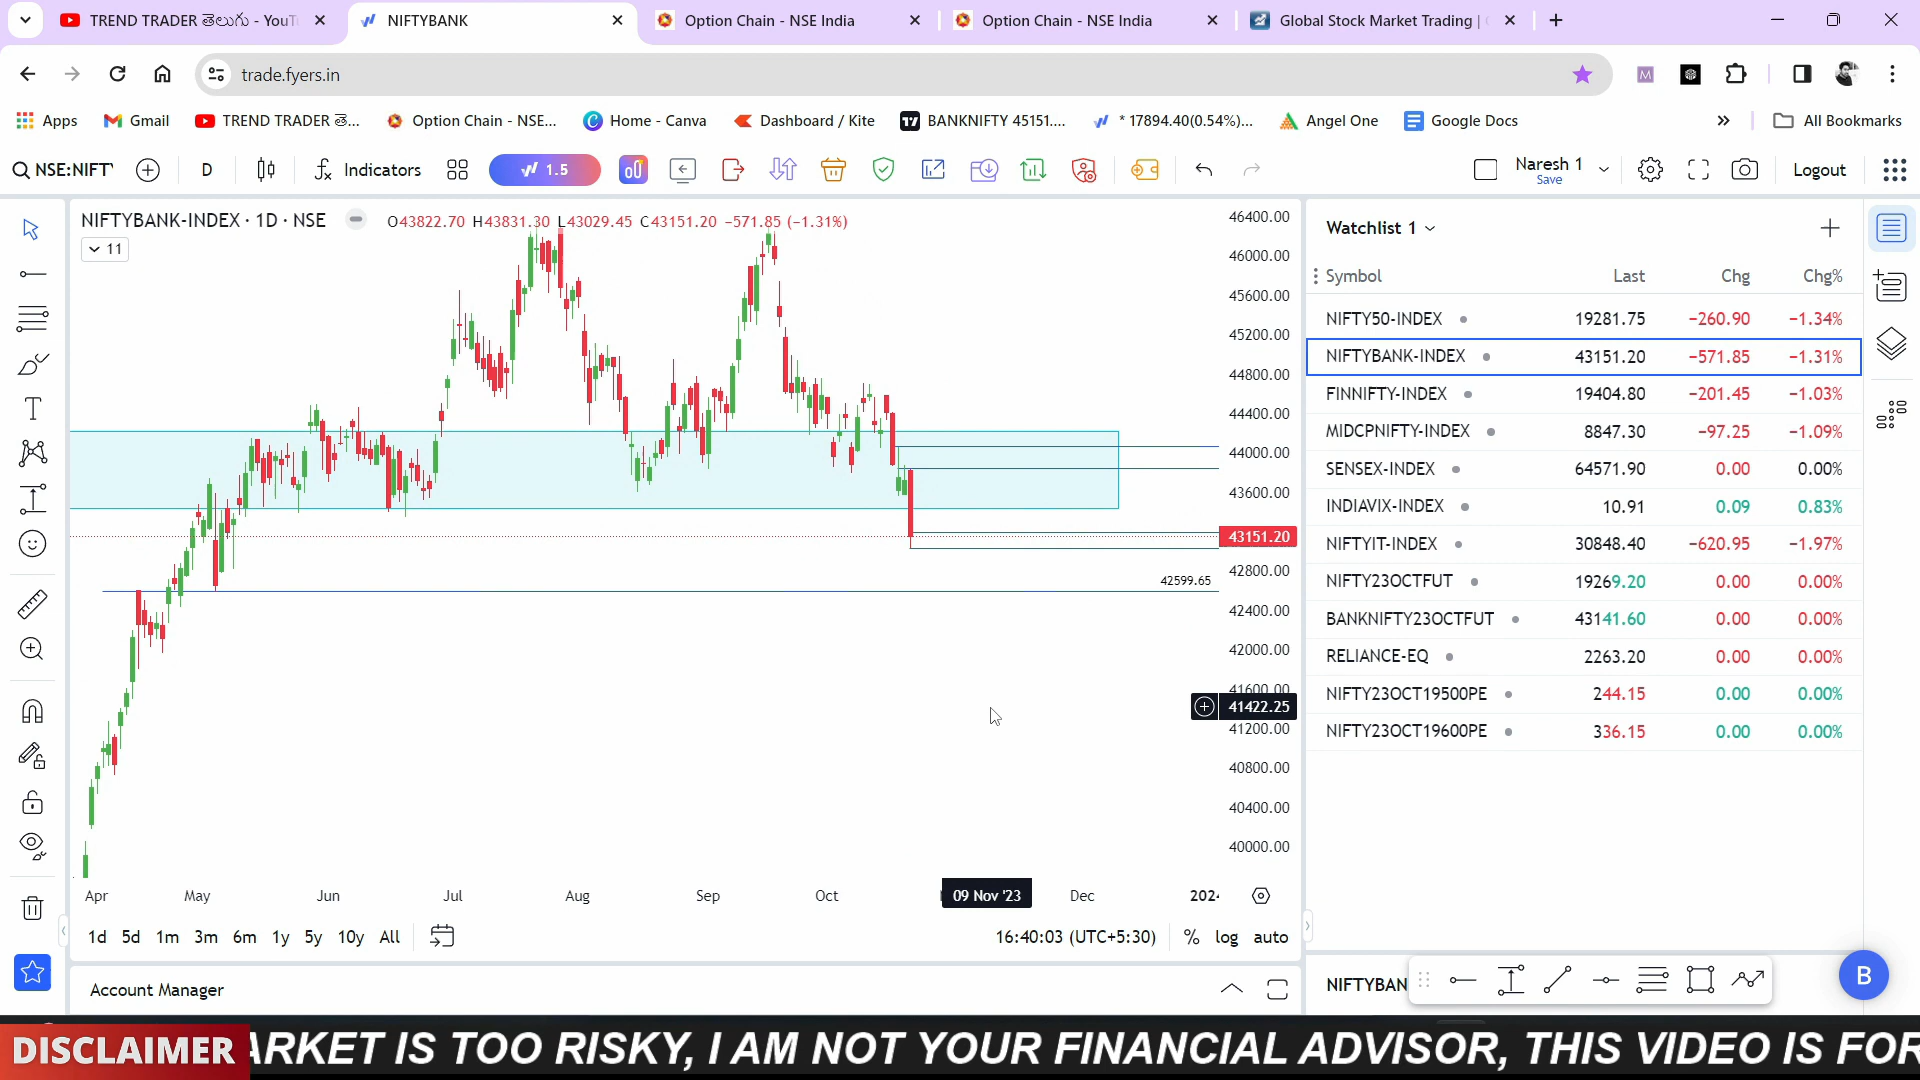 TREND TRADER తెలుగు - YouT
NIFTYBANK
Option Chain - NSE India
Option Chain - NSE India
Global Stock Market Trading |
trade.fyers.in
Apps
Gmail
TREND TRADER తె...
Option Chain - NSE...
Home - Canva
Dashboard / Kite
BANKNIFTY 45151....
* 17894.40(0.54%)...
Angel One
Google Docs
All Bookmarks
NSE:NIFT
D
Indicators
1.5
Naresh 1
Save
Logout
NIFTYBANK-INDEX · 1D · NSE
O43822.70 H43831.30 L43029.45 C43151.20 −571.85 (−1.31%)
11
46400.00
46000.00
45600.00
45200.00
44800.00
44400.00
44000.00
43600.00
43151.20
42800.00
42599.65
42400.00
42000.00
41600.00
41422.25
41200.00
40800.00
40400.00
40000.00
Apr
May
Jun
Jul
Aug
Sep
Oct
09 Nov '23
Dec
202
1d 5d 1m 3m 6m 1y 5y 10y All
16:40:03 (UTC+5:30)
% log auto
Account Manager
Watchlist 1
Symbol Last Chg Chg%
NIFTY50-INDEX 19281.75 −260.90 −1.34%
NIFTYBANK-INDEX 43151.20 −571.85 −1.31%
FINNIFTY-INDEX 19404.80 −201.45 −1.03%
MIDCPNIFTY-INDEX 8847.30 −97.25 −1.09%
SENSEX-INDEX 64571.90 0.00 0.00%
INDIAVIX-INDEX 10.91 0.09 0.83%
NIFTYIT-INDEX 30848.40 −620.95 −1.97%
NIFTY23OCTFUT 19269.20 0.00 0.00%
BANKNIFTY23OCTFUT 43141.60 0.00 0.00%
RELIANCE-EQ 2263.20 0.00 0.00%
NIFTY23OCT19500PE 244.15 0.00 0.00%
NIFTY23OCT19600PE 336.15 0.00 0.00%
NIFTYBAN
B
DISCLAIMER
ARKET IS TOO RISKY, I AM NOT YOUR FINANCIAL ADVISOR, THIS VIDEO IS FOR